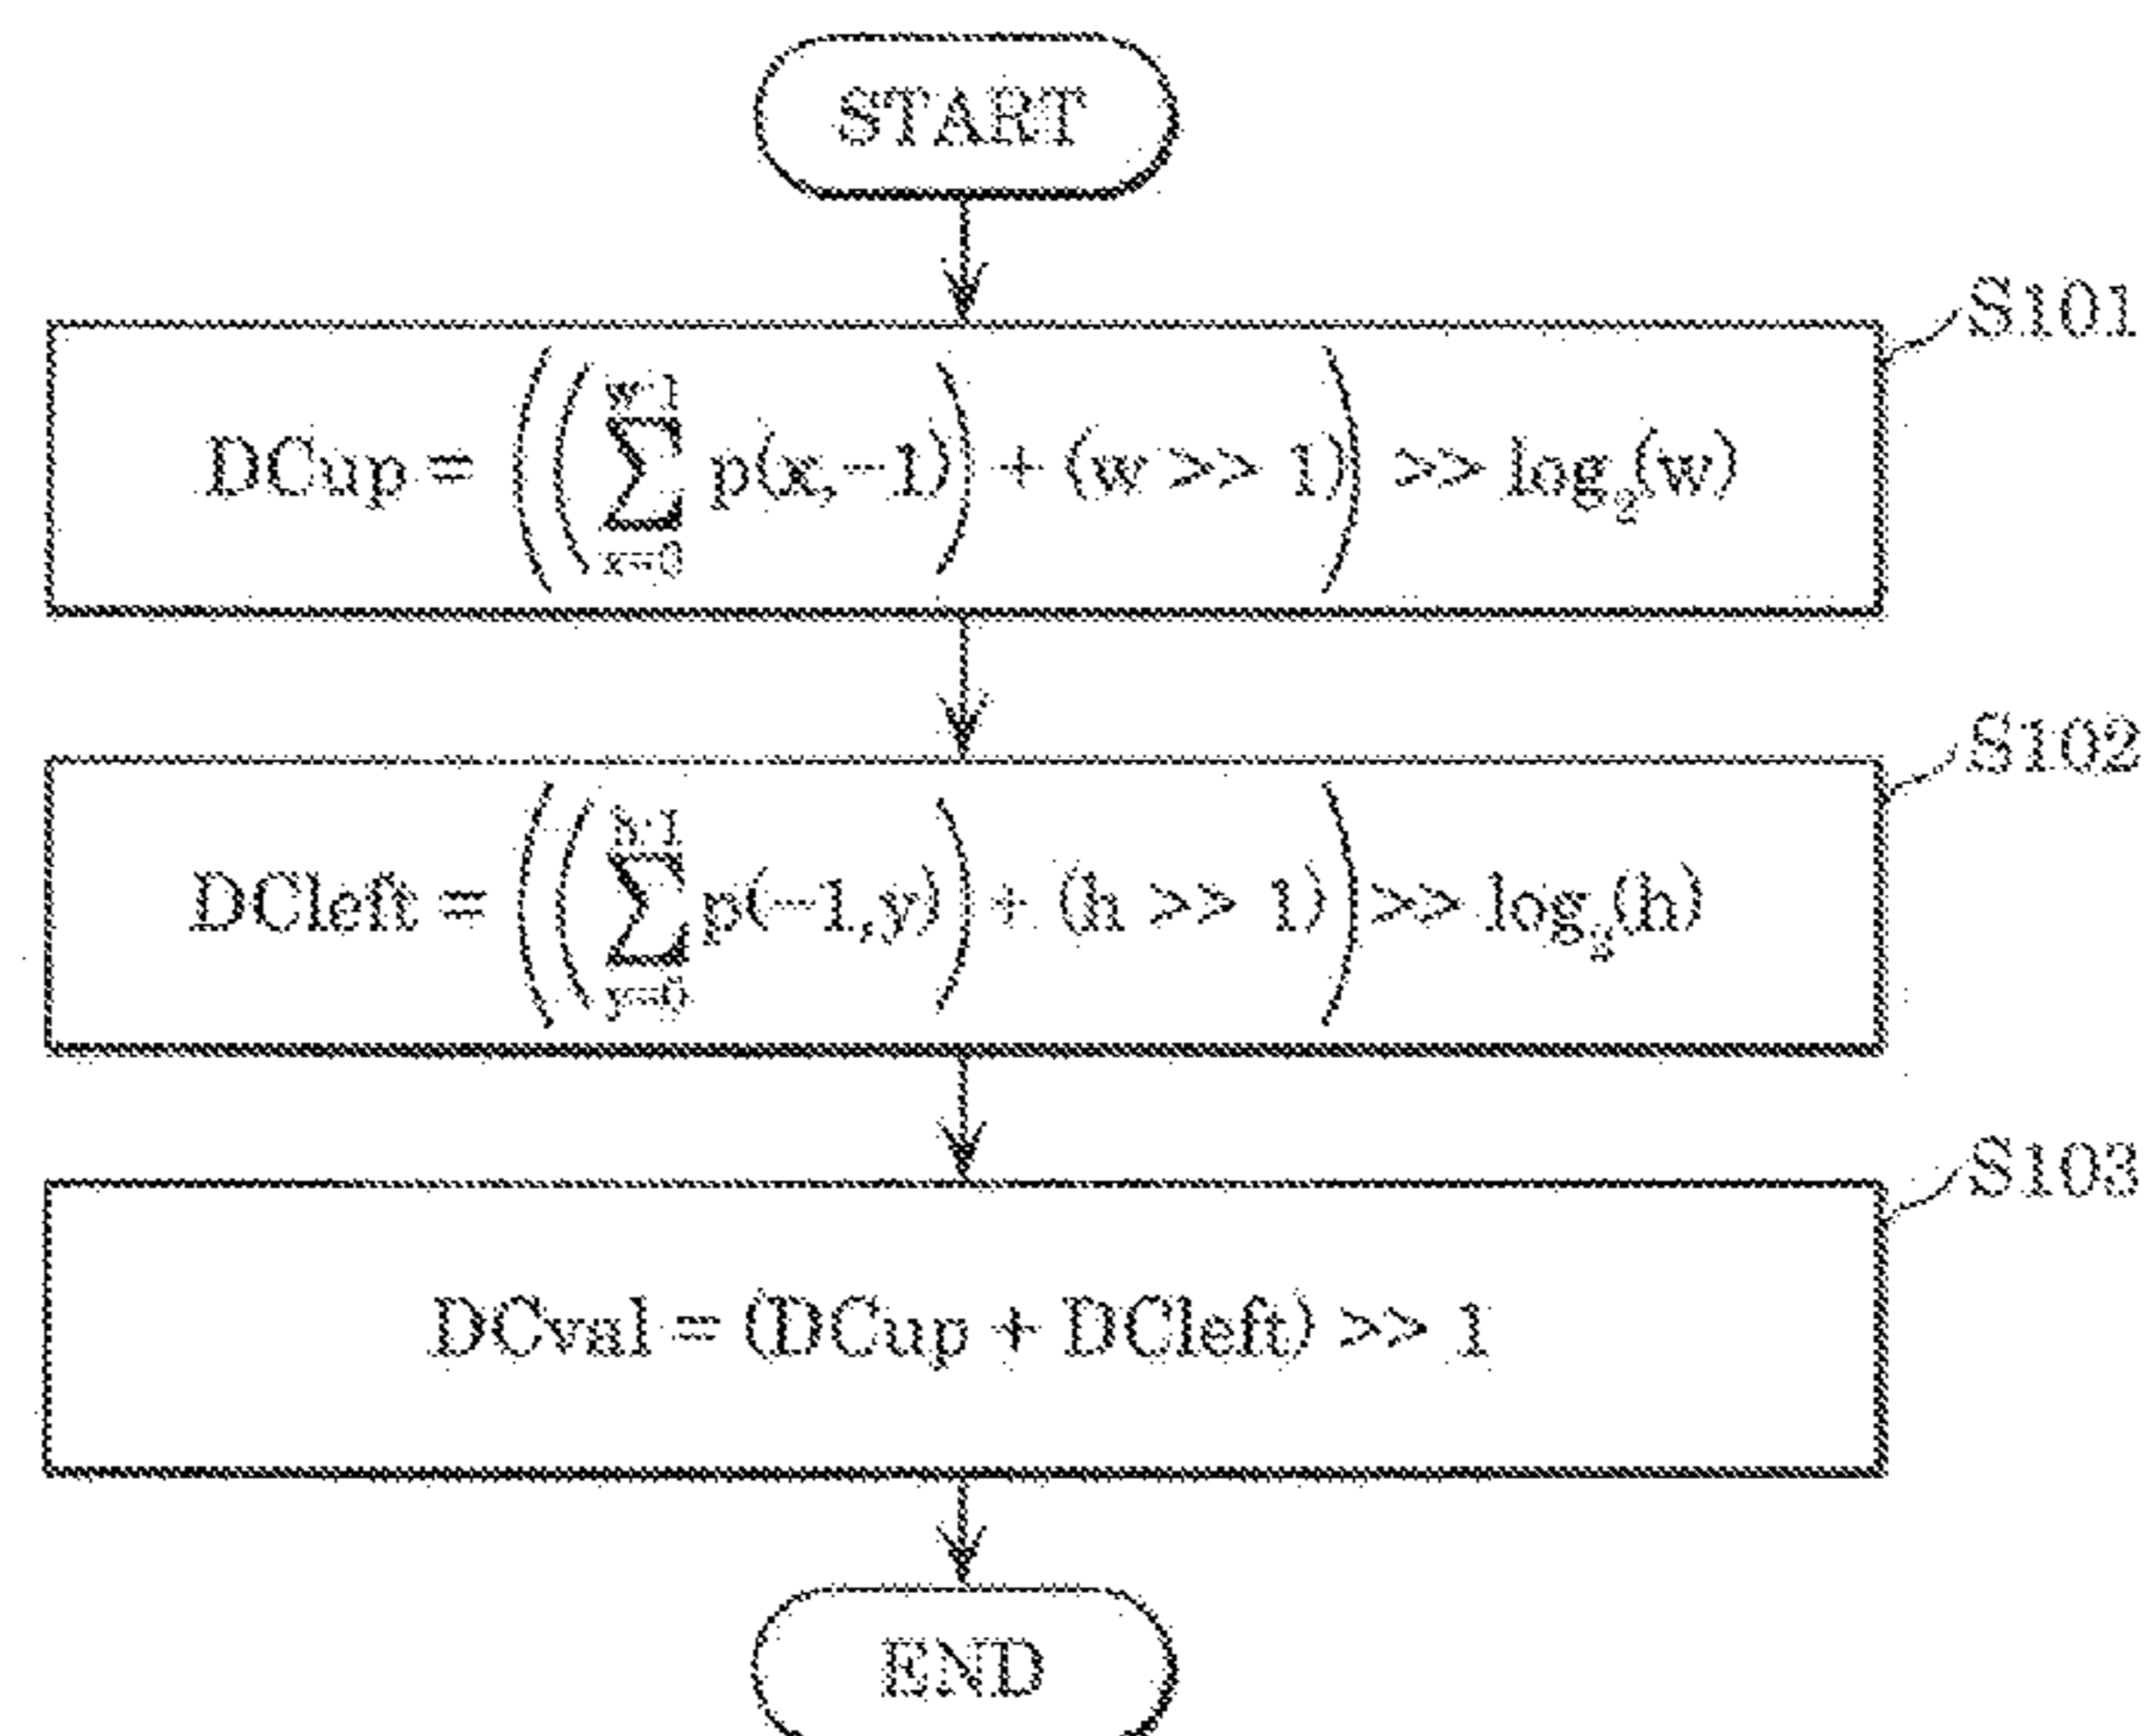 START
S101
DCup = ((∑_{x=0}^{w-1} p(x,-1)) + (w >> 1)) >> log₂(w)
S102
DCleft = ((∑_{y=0}^{h-1} p(-1,y)) + (h >> 1)) >> log₂(h)
S103
DCval = (DCup + DCleft) >> 1
END